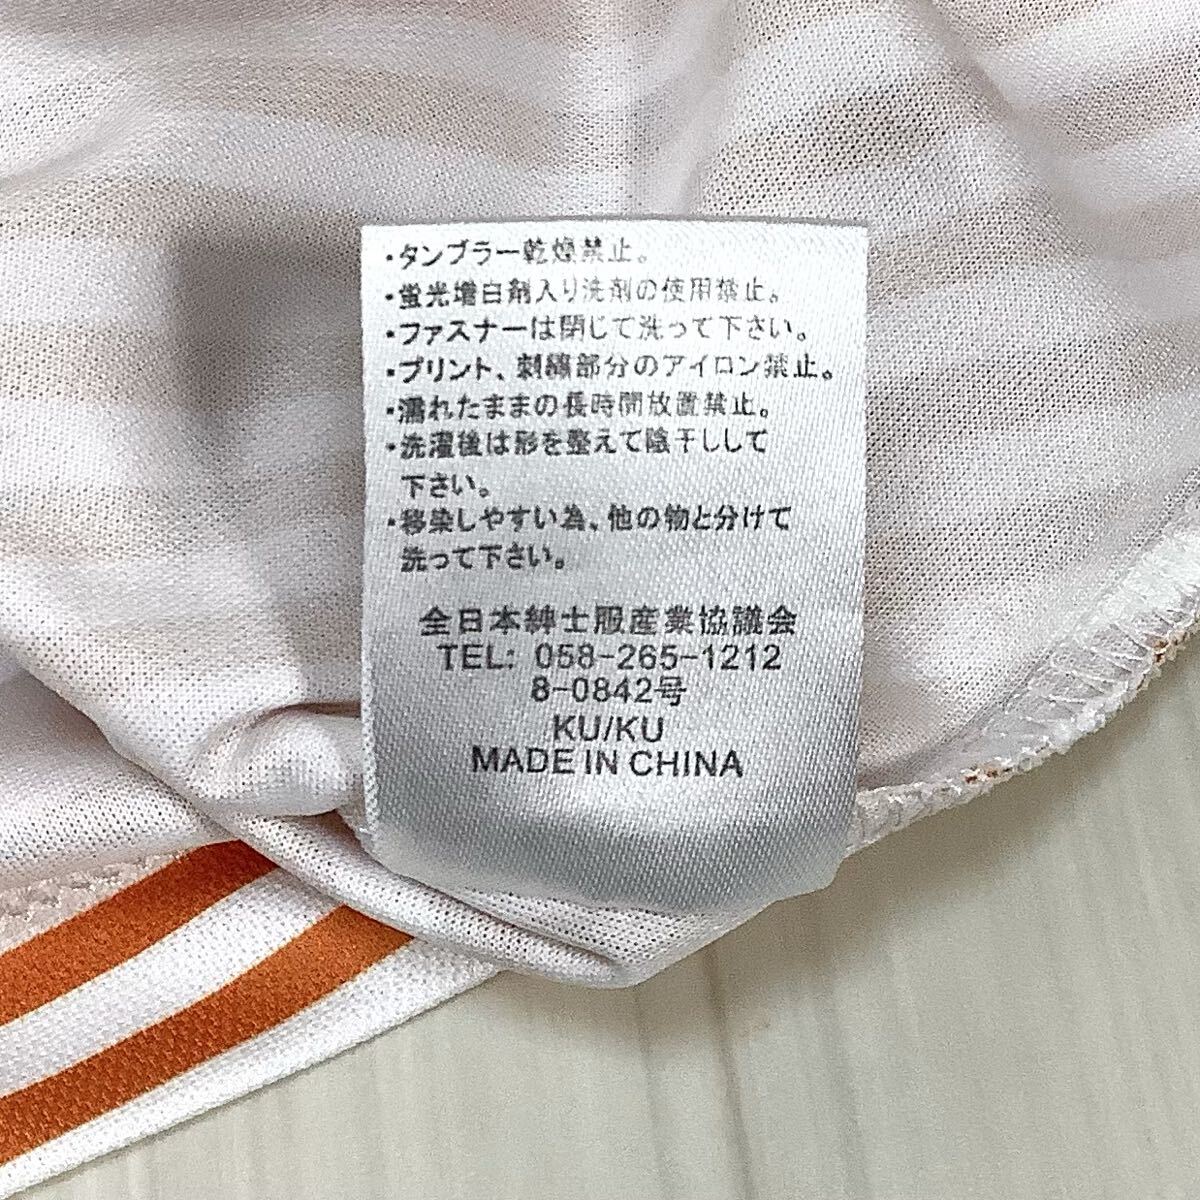 ・タンブラー乾燥禁止。
・蛍光増白剤入り洗剤の使用禁止。
・ファスナーは閉じて洗って下さい。
・プリント、刺繍部分のアイロン禁止。
・濡れたままの長時間放置禁止。
・洗濯後は形を整えて陰干しして
下さい。
・移染しやすい為、他の物と分けて
洗って下さい。
全日本紳士服産業協議会
TEL: 058-265-1212
8-0842号
KU/KU
MADE IN CHINA